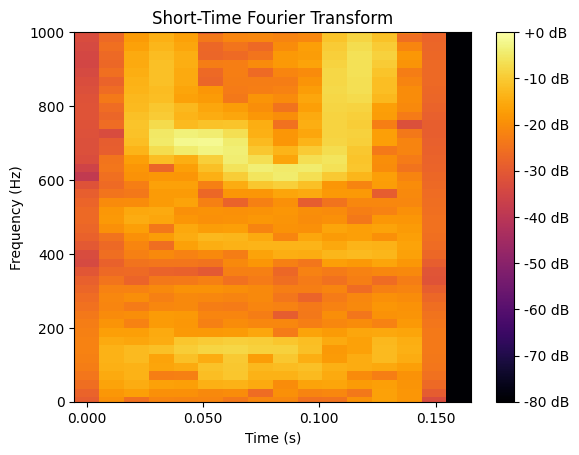 Short-Time Fourier Transform
1000
800
600
400
200
0
Frequency (Hz)
0.000
0.050
0.100
0.150
Time (s)
+0 dB
-10 dB
-20 dB
-30 dB
-40 dB
-50 dB
-60 dB
-70 dB
-80 dB